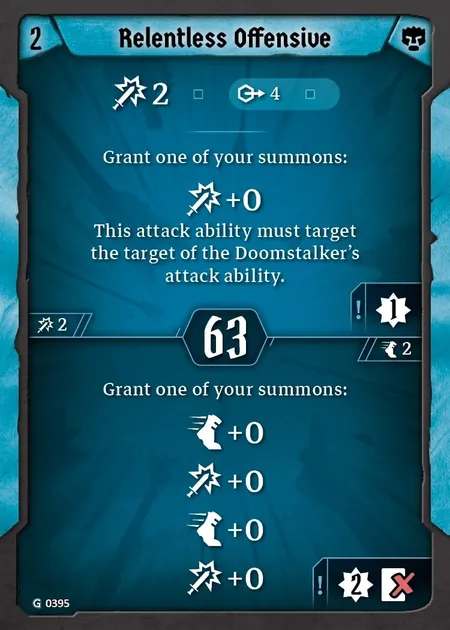 2 Relentless Offensive
2 4
Grant one of your summons:
+0
This attack ability must target
the target of the Doomstalker's
attack ability.
! 1
2 63 2
Grant one of your summons:
+0
+0
+0
+0
! 2
G 0395